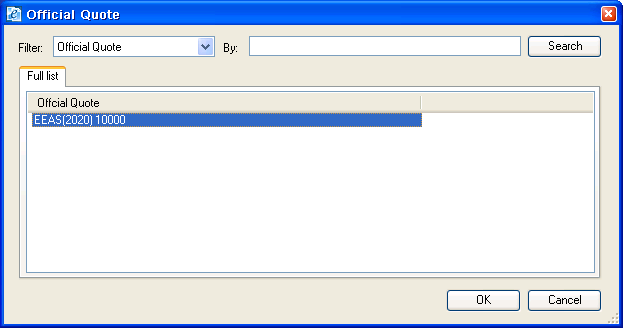 Official Quote
Filter: Official Quote By: Search
Full list
Offcial Quote
EEAS(2020) 10000
OK Cancel